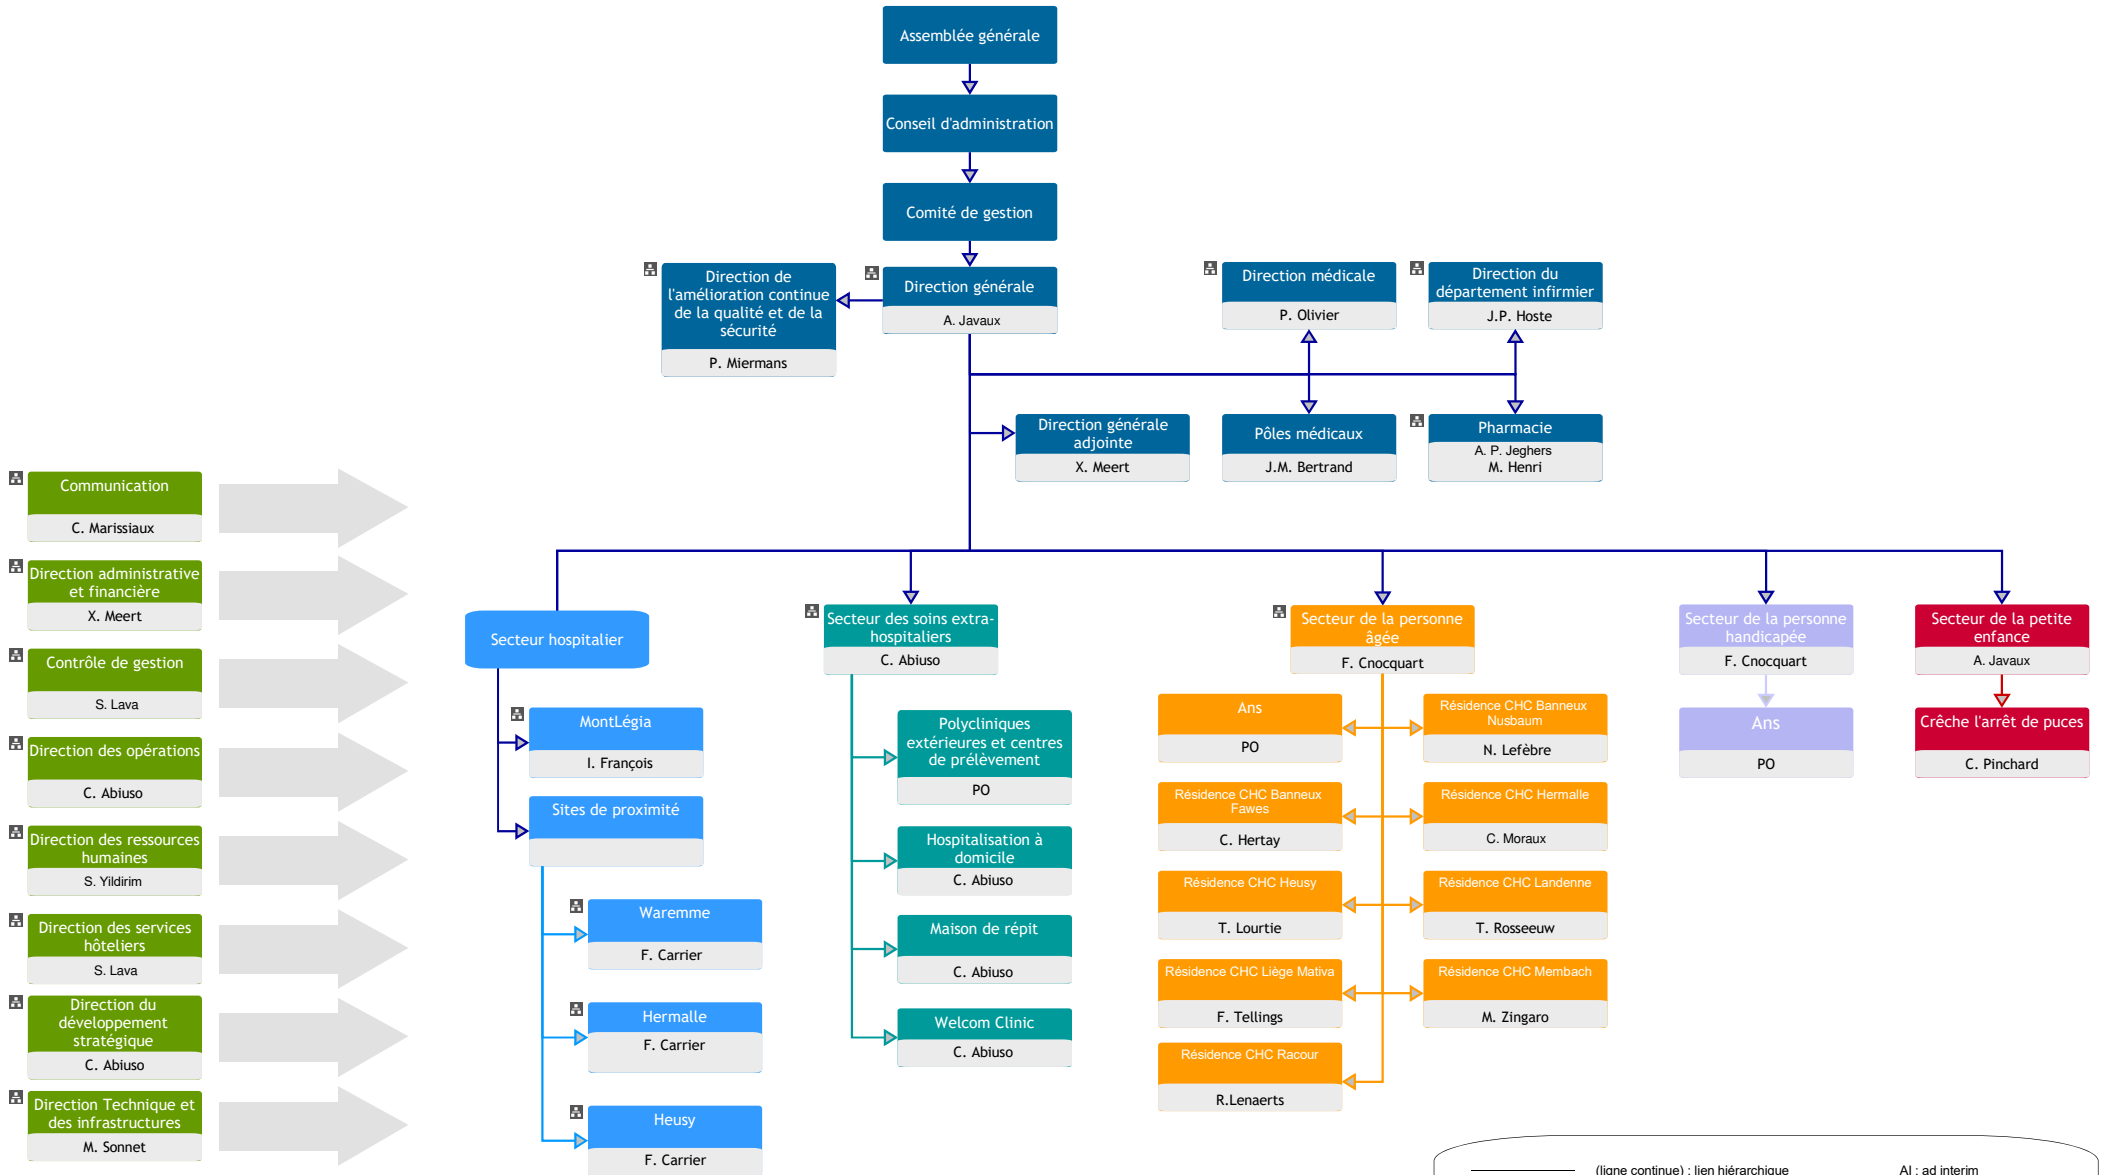 Assemblée générale
Conseil d'administration
Comité de gestion
Direction de
l'amélioration continue
de la qualité et de la
sécurité
P. Miermans
Direction générale
A. Javaux
Direction médicale
P. Olivier
Direction du
département infirmier
J.P. Hoste
Direction générale
adjointe
X. Meert
Pôles médicaux
J.M. Bertrand
Pharmacie
A. P. Jeghers
M. Henri
Communication
C. Marissiaux
Direction administrative
et financière
X. Meert
Contrôle de gestion
S. Lava
Direction des opérations
C. Abiuso
Direction des ressources
humaines
S. Yildirim
Direction des services
hôteliers
S. Lava
Direction du
développement
stratégique
C. Abiuso
Direction Technique et
des infrastructures
M. Sonnet
Secteur hospitalier
MontLégia
I. François
Sites de proximité
Waremme
F. Carrier
Hermalle
F. Carrier
Heusy
F. Carrier
Secteur des soins extra-
hospitaliers
C. Abiuso
Polycliniques
extérieures et centres
de prélèvement
PO
Hospitalisation à
domicile
C. Abiuso
Maison de répit
C. Abiuso
Welcom Clinic
C. Abiuso
Secteur de la personne
âgée
F. Cnocquart
Ans
PO
Résidence CHC Banneux
Nusbaum
N. Lefèbre
Résidence CHC Banneux
Fawes
C. Hertay
Résidence CHC Hermalle
C. Moraux
Résidence CHC Heusy
T. Lourtie
Résidence CHC Landenne
T. Rosseeuw
Résidence CHC Liège Mativa
F. Tellings
Résidence CHC Membach
M. Zingaro
Résidence CHC Racour
R.Lenaerts
Secteur de la personne
handicapée
F. Cnocquart
Ans
PO
Secteur de la petite
enfance
A. Javaux
Crêche l'arrêt de puces
C. Pinchard
(ligne continue) : lien hiérarchique
AI : ad interim